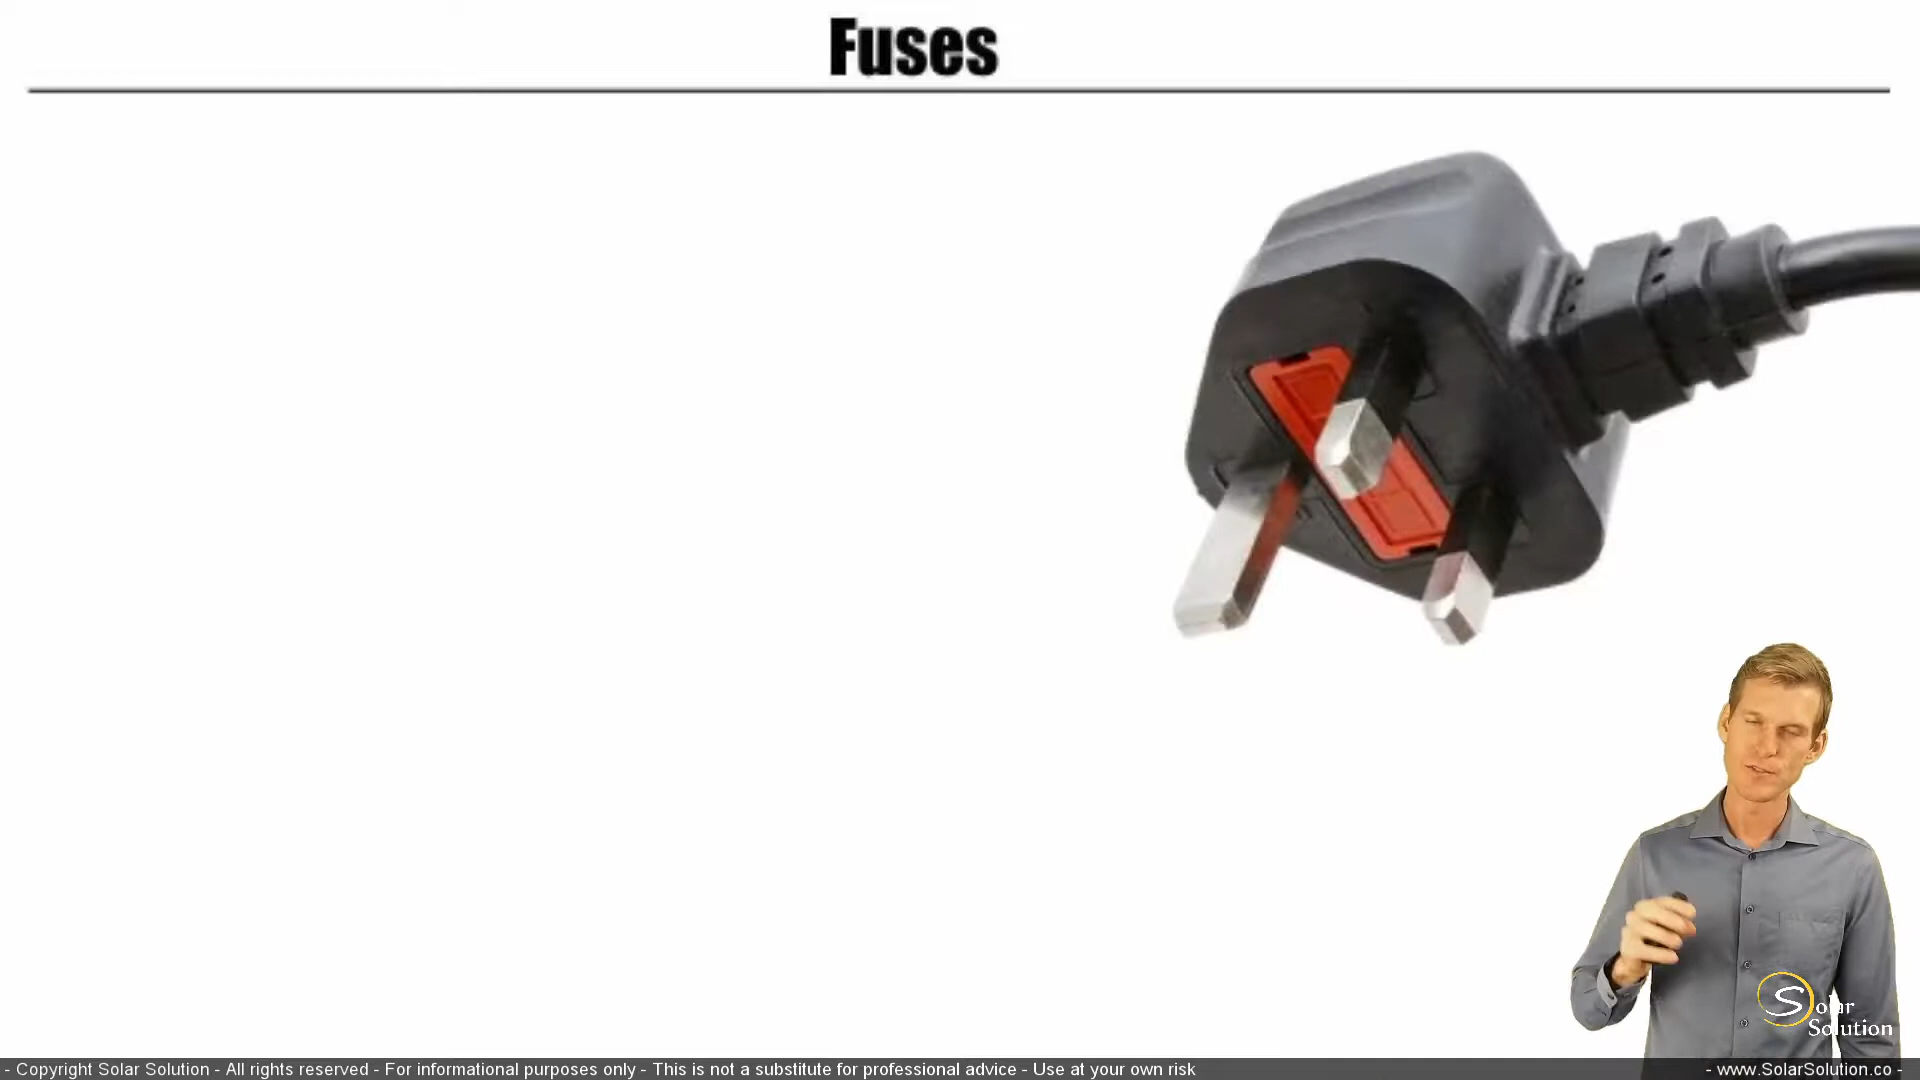 Fuses
Solar
Solution
- Copyright Solar Solution - All rights reserved - For informational purposes only - This is not a substitute for professional advice - Use at your own risk
- www.SolarSolution.co -